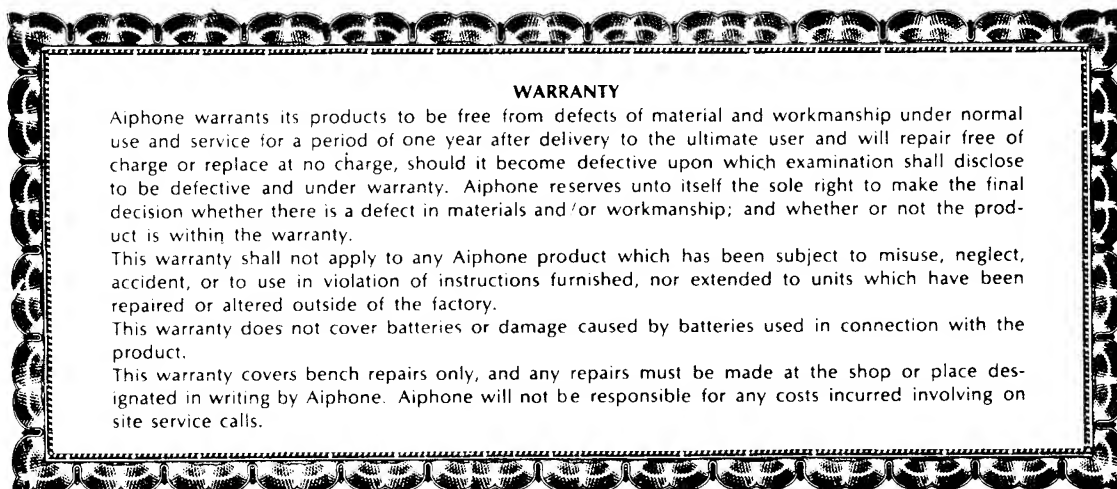 WARRANTY
Aiphone warrants its products to be free from defects of material and workmanship under normal
use and service for a period of one year after delivery to the ultimate user and will repair free of
charge or replace at no charge, should it become defective upon which examination shall disclose
to be defective and under warranty. Aiphone reserves unto itself the sole right to make the final
decision whether there is a defect in materials and/or workmanship; and whether or not the prod-
uct is within the warranty.
This warranty shall not apply to any Aiphone product which has been subject to misuse, neglect,
accident, or to use in violation of instructions furnished, nor extended to units which have been
repaired or altered outside of the factory.
This warranty does not cover batteries or damage caused by batteries used in connection with the
product.
This warranty covers bench repairs only, and any repairs must be made at the shop or place des-
ignated in writing by Aiphone. Aiphone will not be responsible for any costs incurred involving on
site service calls.